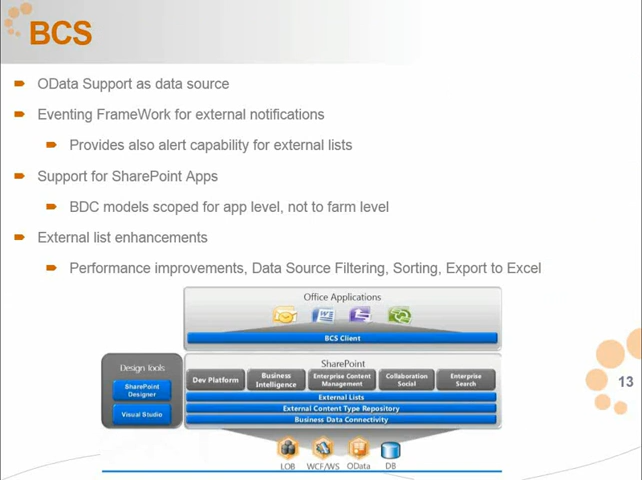 BCS
OData Support as data source
Eventing FrameWork for external notifications
Provides also alert capability for external lists
Support for SharePoint Apps
BDC models scoped for app level, not to farm level
External list enhancements
Performance improvements, Data Source Filtering, Sorting, Export to Excel
Office Applications
BCS Client
Design Tools
SharePoint
Designer
Visual Studio
SharePoint
Dev Platform
Business
Intelligence
Enterprise Content
Management
Collaboration
Social
Enterprise
Search
External Lists
External Content Type Repository
Business Data Connectivity
LOB
WCF/WS
OData
DB
13